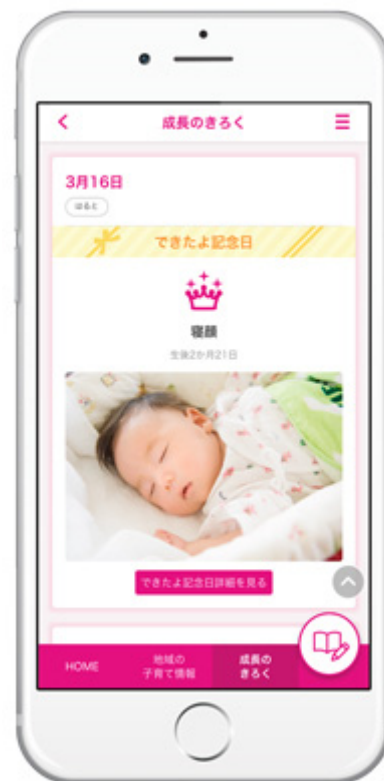 成長のきろく
3月16日
はると
できたよ記念日
寝顔
生後2か月21日
できたよ記念日詳細を見る
HOME
地域の
子育て情報
成長の
きろく